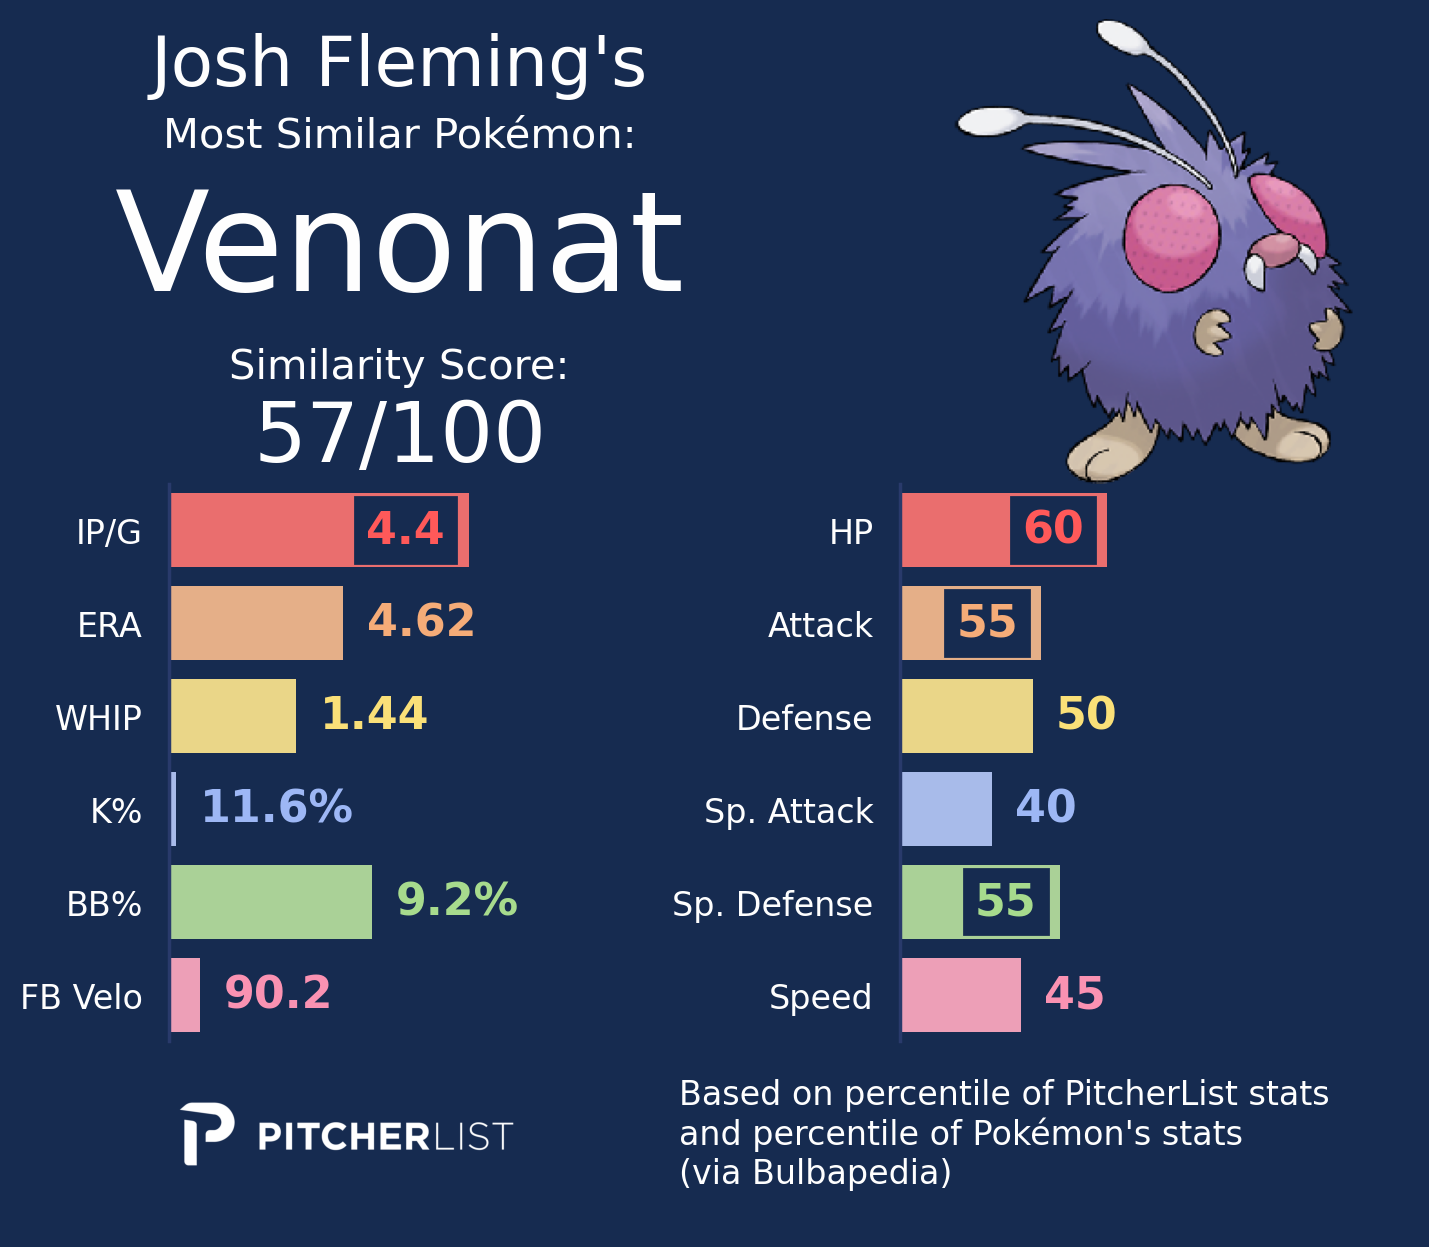 Josh Fleming's
Most Similar Pokémon:
Venonat
Similarity Score:
57/100
IP/G 4.4
ERA 4.62
WHIP 1.44
K% 11.6%
BB% 9.2%
FB Velo 90.2
HP 60
Attack 55
Defense 50
Sp. Attack 40
Sp. Defense 55
Speed 45
PITCHERLIST
Based on percentile of PitcherList stats
and percentile of Pokémon's stats
(via Bulbapedia)